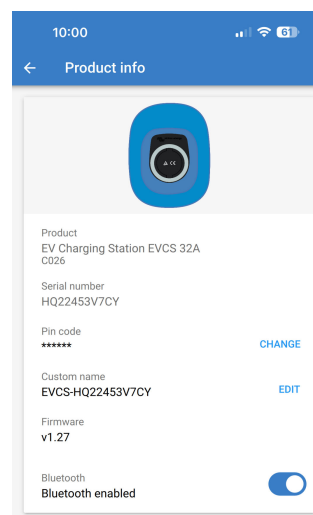 10:00
61
Product info
Product
EV Charging Station EVCS 32A
C026
Serial number
HQ22453V7CY
Pin code
******
CHANGE
Custom name
EVCS-HQ22453V7CY
EDIT
Firmware
v1.27
Bluetooth
Bluetooth enabled